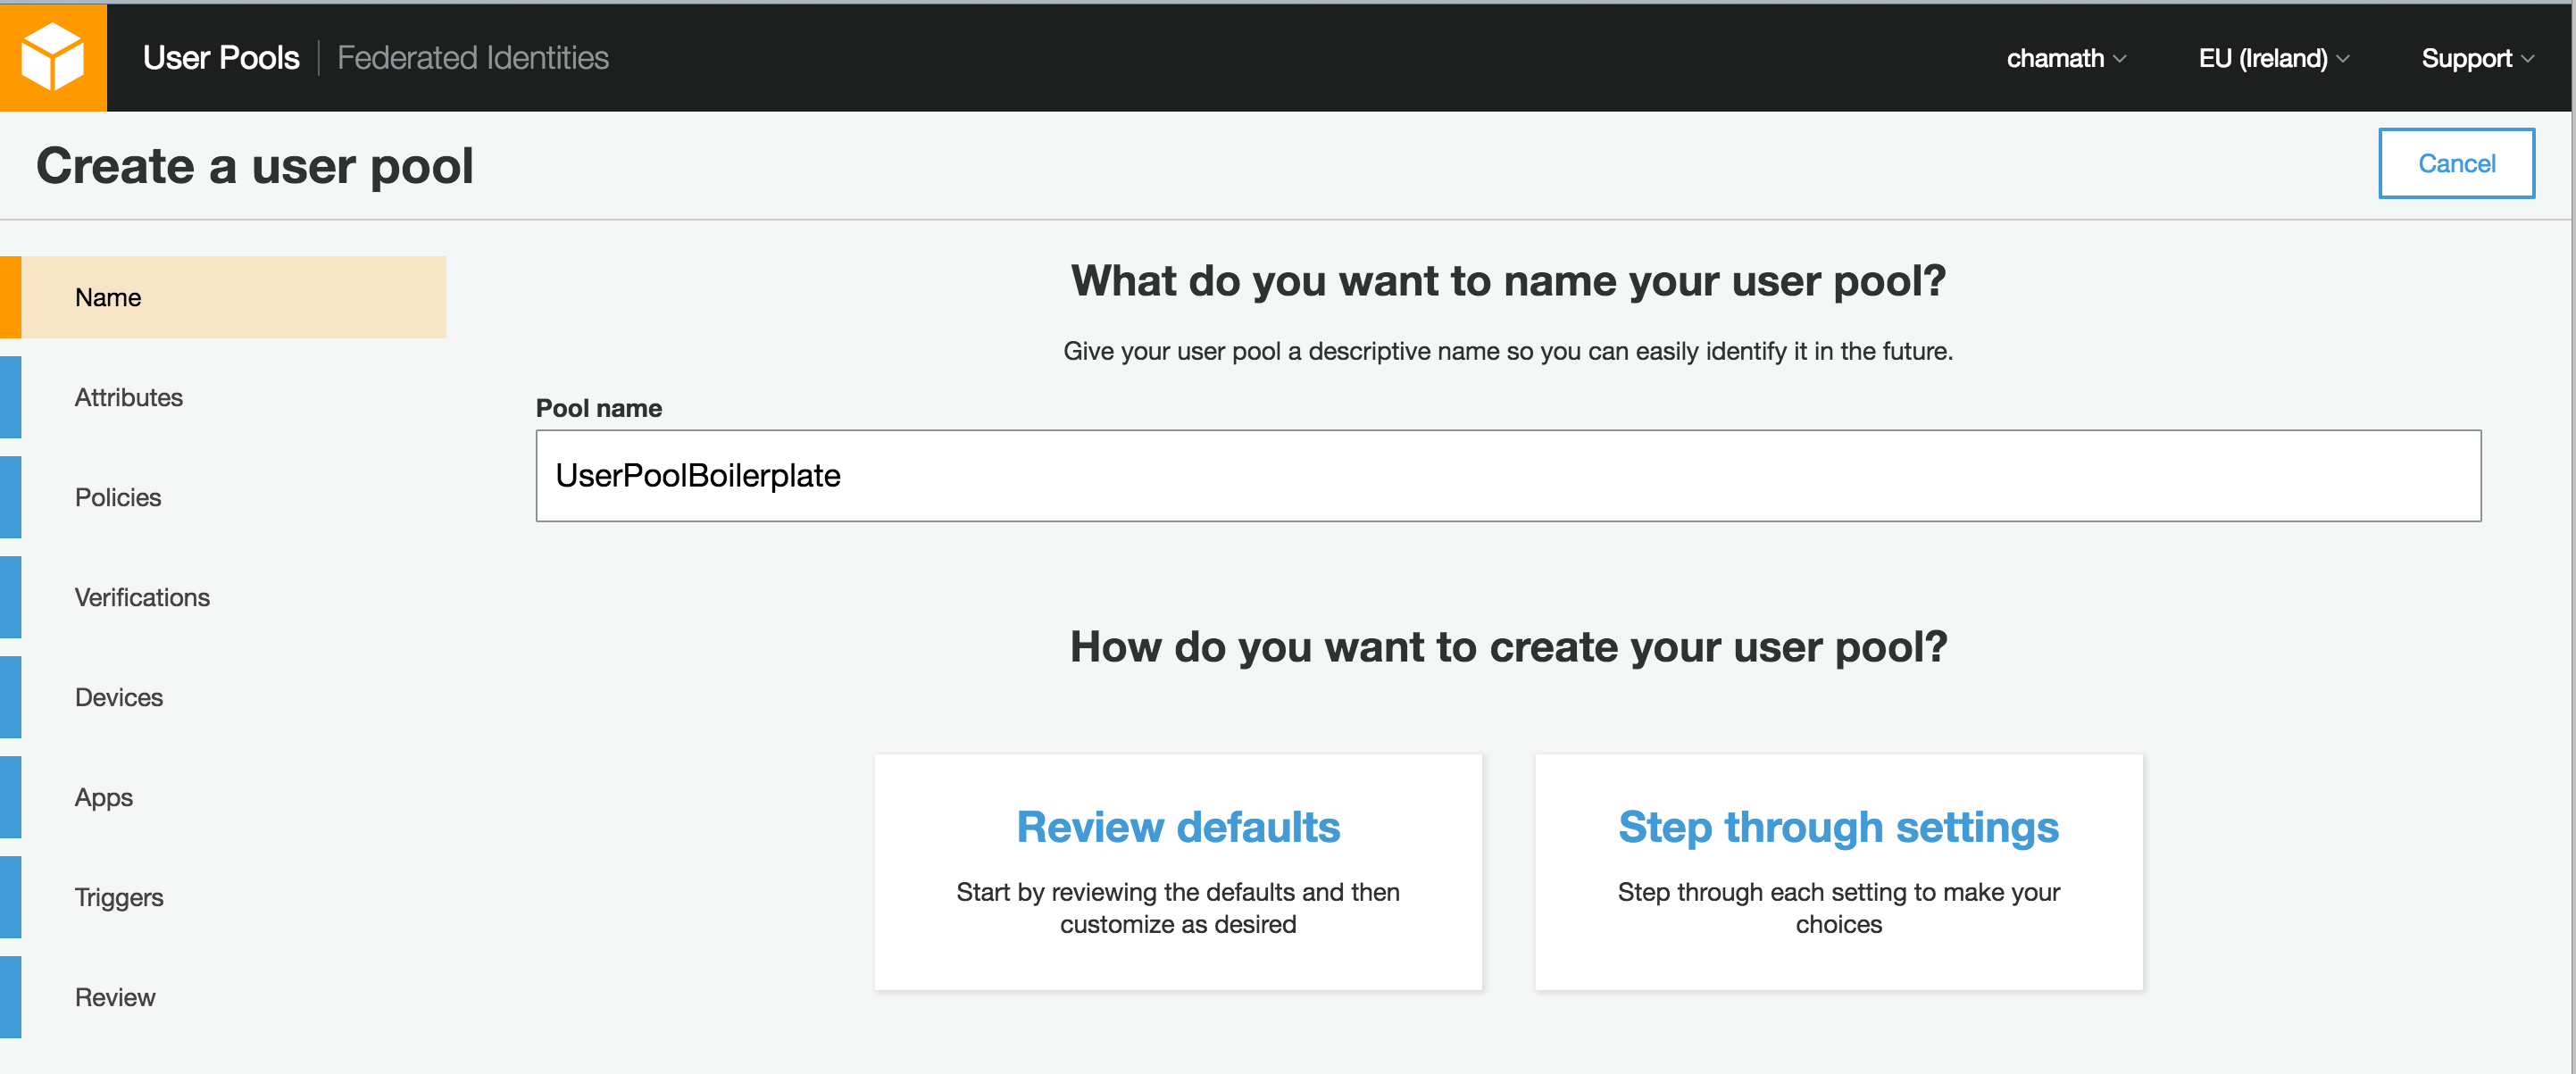 User Pools
Federated Identities
chamath
EU (Ireland)
Support
Create a user pool
Cancel
Name
Attributes
Policies
Verifications
Devices
Apps
Triggers
Review
What do you want to name your user pool?
Give your user pool a descriptive name so you can easily identify it in the future.
Pool name
UserPoolBoilerplate
How do you want to create your user pool?
Review defaults
Start by reviewing the defaults and then
customize as desired
Step through settings
Step through each setting to make your
choices